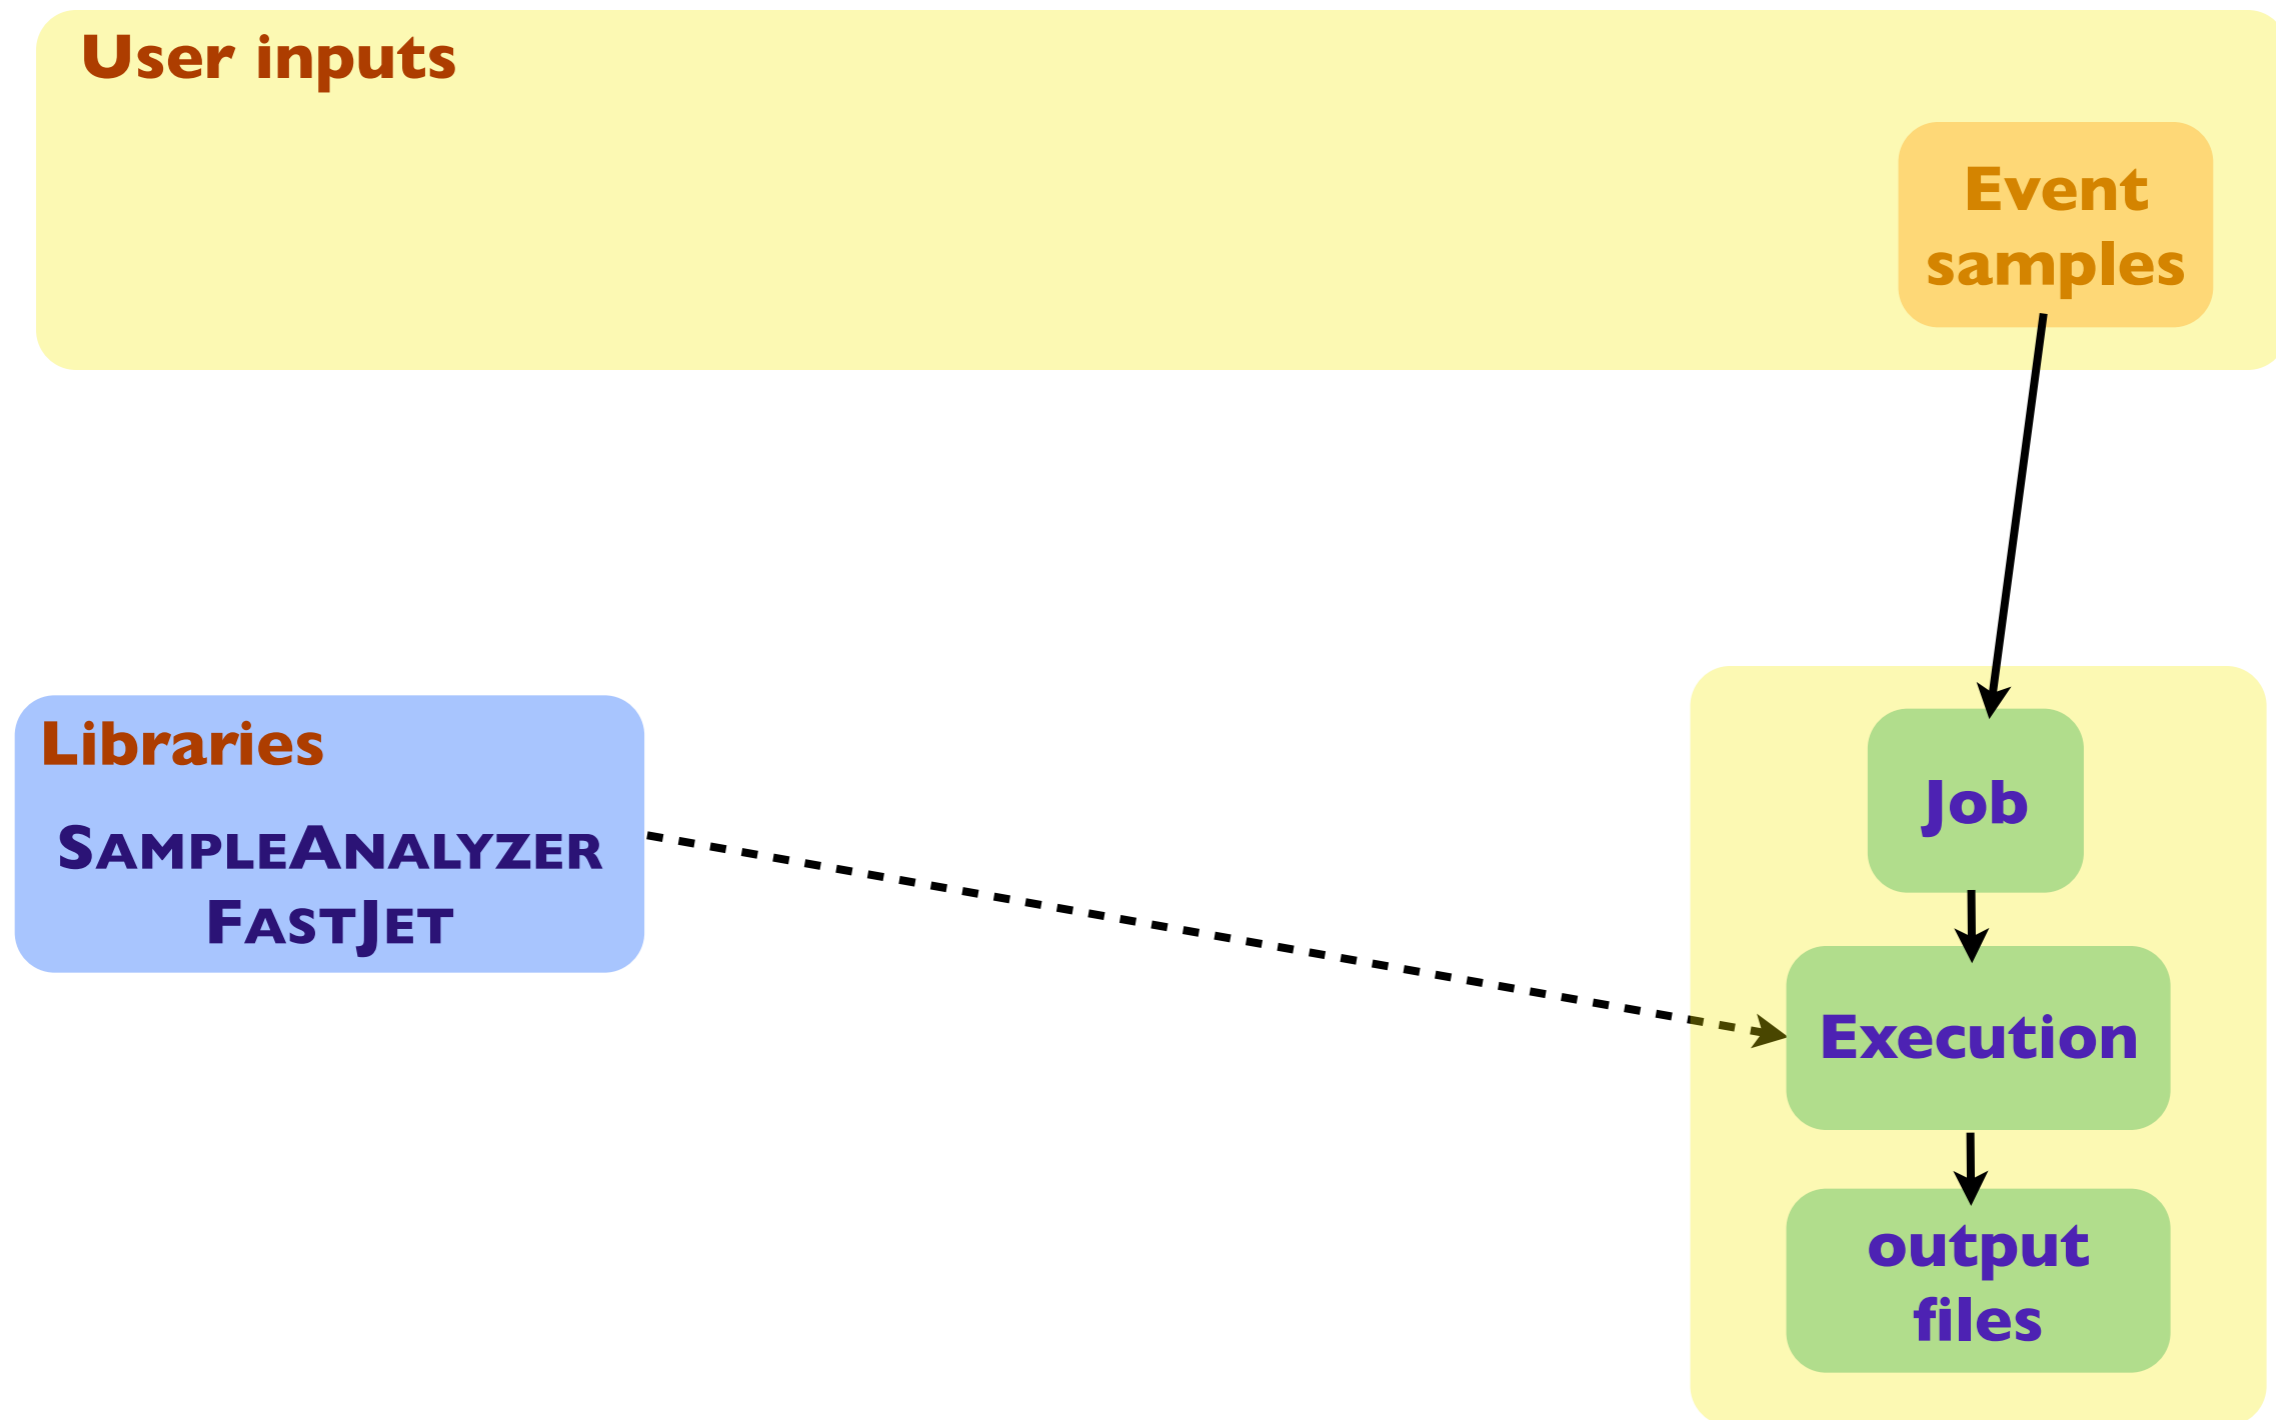 User inputs
Event
samples
Libraries
SAMPLEANALYZER
FASTJET
Job
Execution
output
files